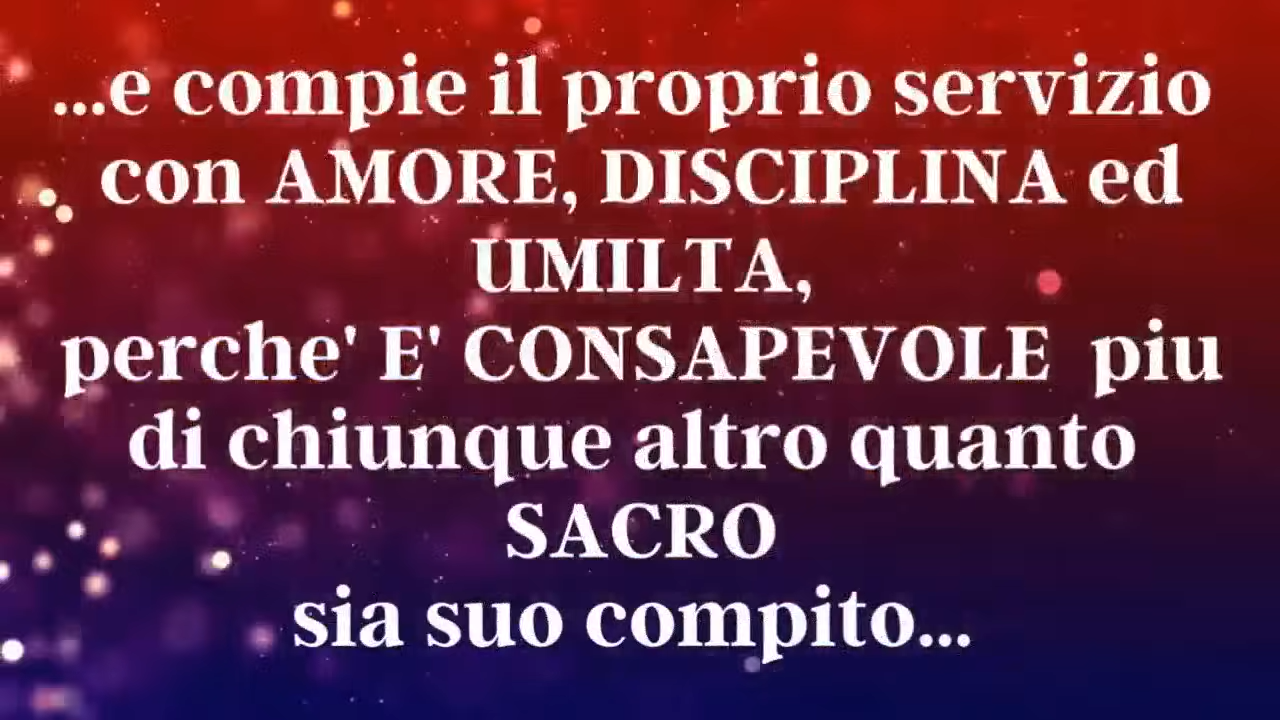 ...e compie il proprio servizio
con AMORE, DISCIPLINA ed
UMILTA,
perche' E' CONSAPEVOLE piu
di chiunque altro quanto
SACRO
sia suo compito...